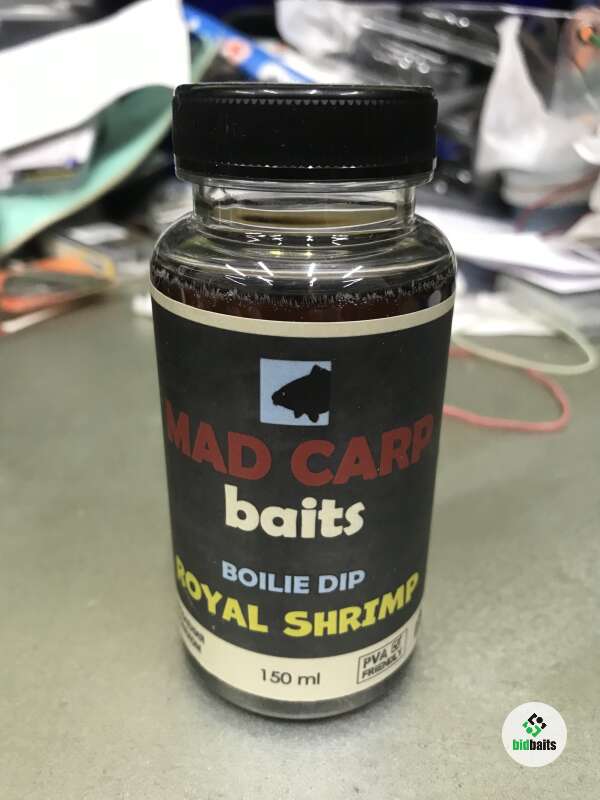 MAD CARP
baits
BOILIE DIP
ROYAL SHRIMP
150 ml
PVA
FRIENDLY
bidbaits